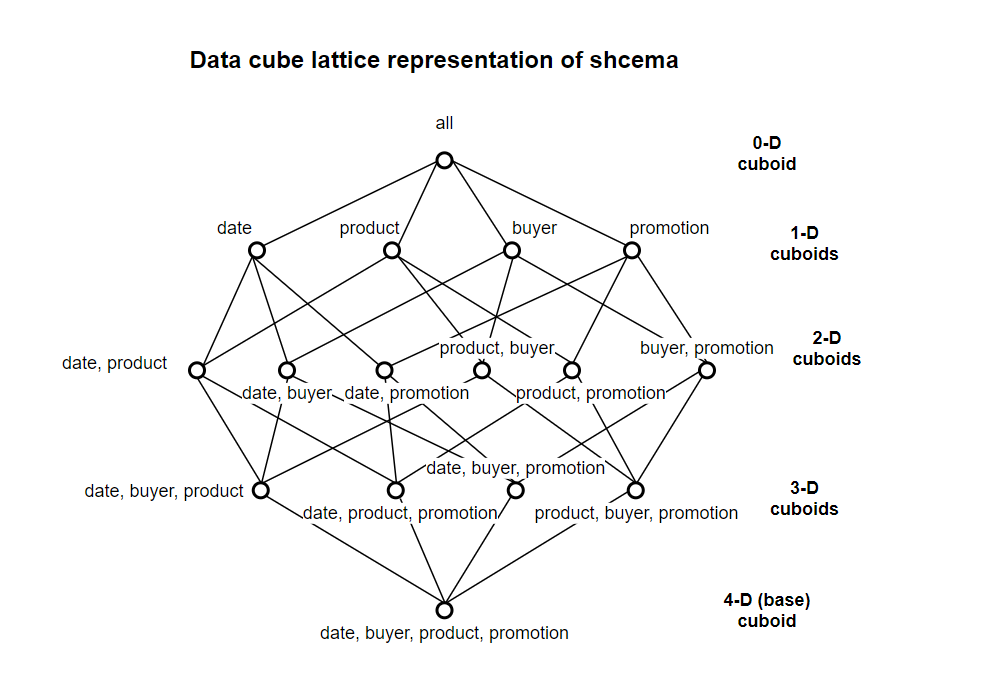 Data cube lattice representation of shcema
all
0-D
cuboid
date
product
buyer
promotion
1-D
cuboids
date, product
product, buyer
buyer, promotion
2-D
cuboids
date, buyer
date, promotion
product, promotion
date, buyer, promotion
date, buyer, product
3-D
cuboids
date, product, promotion
product, buyer, promotion
4-D (base)
cuboid
date, buyer, product, promotion